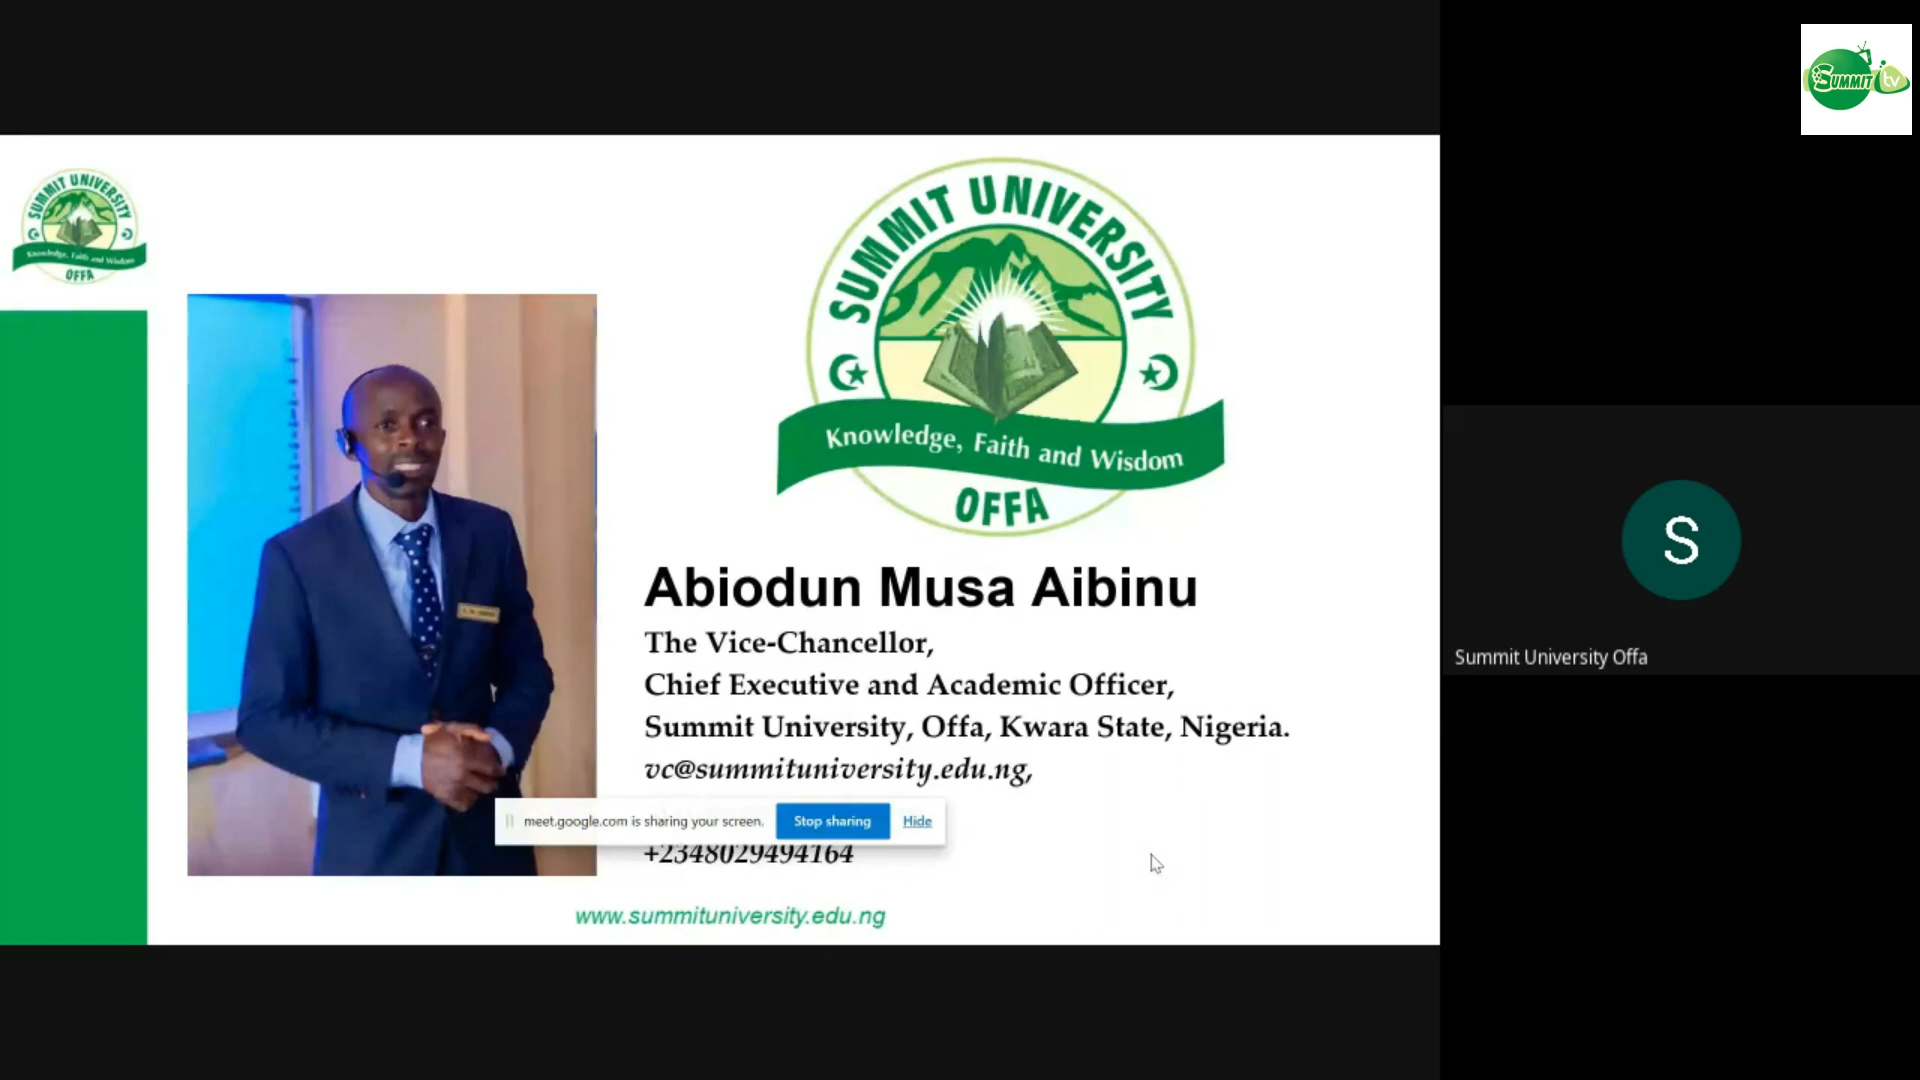 SUMMIT tv
SUMMIT UNIVERSITY
Knowledge, Faith and Wisdom
OFFA
SUMMIT UNIVERSITY
Knowledge, Faith and Wisdom
OFFA
Abiodun Musa Aibinu
The Vice-Chancellor,
Chief Executive and Academic Officer,
Summit University, Offa, Kwara State, Nigeria.
vc@summituniversity.edu.ng,
meet.google.com is sharing your screen. Stop sharing Hide
+2348029494164
www.summituniversity.edu.ng
S
Summit University Offa